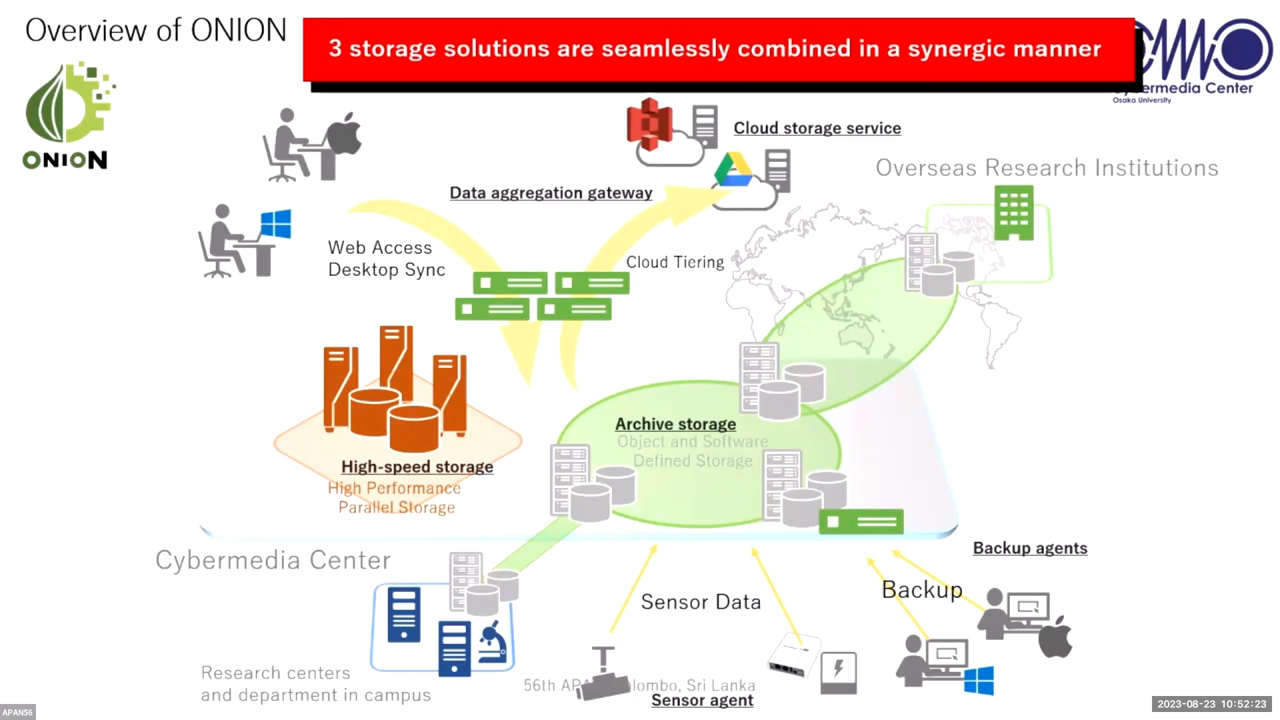 Overview of ONION
3 storage solutions are seamlessly combined in a synergic manner
Cybermedia Center
Osaka University
ONION
Cloud storage service
Overseas Research Institutions
Data aggregation gateway
Web Access
Desktop Sync
Cloud Tiering
Archive storage
Object and Software
Defined Storage
High-speed storage
High Performance
Parallel Storage
Cybermedia Center
Backup agents
Backup
Sensor Data
Research centers
and department in campus
56th Sri Lanka
Sensor agent
APAN56
2023-08-23 10:52:23